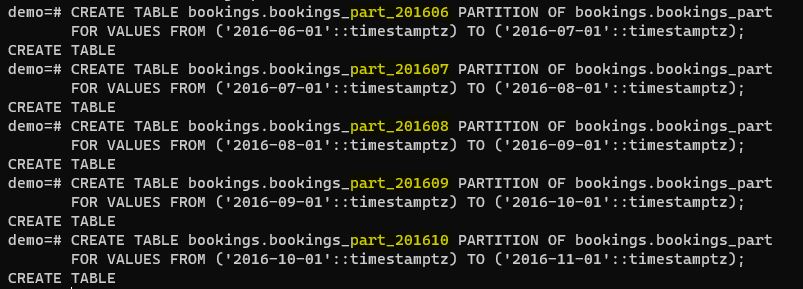 demo=# CREATE TABLE bookings.bookings_part_201606 PARTITION OF bookings.bookings_part
FOR VALUES FROM ('2016-06-01'::timestamptz) TO ('2016-07-01'::timestamptz);
CREATE TABLE
demo=# CREATE TABLE bookings.bookings_part_201607 PARTITION OF bookings.bookings_part
FOR VALUES FROM ('2016-07-01'::timestamptz) TO ('2016-08-01'::timestamptz);
CREATE TABLE
demo=# CREATE TABLE bookings.bookings_part_201608 PARTITION OF bookings.bookings_part
FOR VALUES FROM ('2016-08-01'::timestamptz) TO ('2016-09-01'::timestamptz);
CREATE TABLE
demo=# CREATE TABLE bookings.bookings_part_201609 PARTITION OF bookings.bookings_part
FOR VALUES FROM ('2016-09-01'::timestamptz) TO ('2016-10-01'::timestamptz);
CREATE TABLE
demo=# CREATE TABLE bookings.bookings_part_201610 PARTITION OF bookings.bookings_part
FOR VALUES FROM ('2016-10-01'::timestamptz) TO ('2016-11-01'::timestamptz);
CREATE TABLE